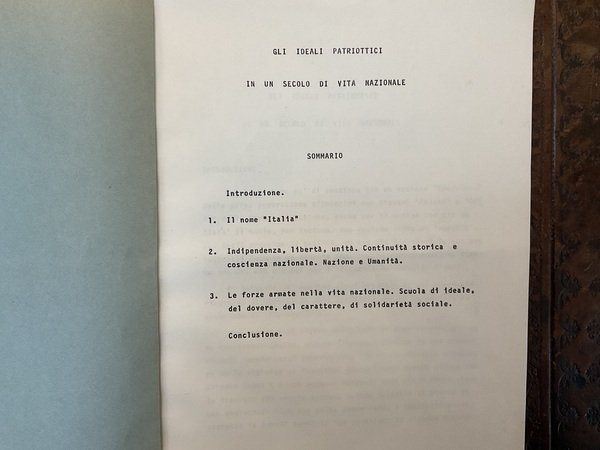 GLI IDEALI PATRIOTTICI
IN UN SECOLO DI VITA NAZIONALE
SOMMARIO
Introduzione.
1. Il nome "Italia"
2. Indipendenza, libertà, unità. Continuità storica e
coscienza nazionale. Nazione e Umanità.
3. Le forze armate nella vita nazionale. Scuola di ideale,
del dovere, del carattere, di solidarietà sociale.
Conclusione.